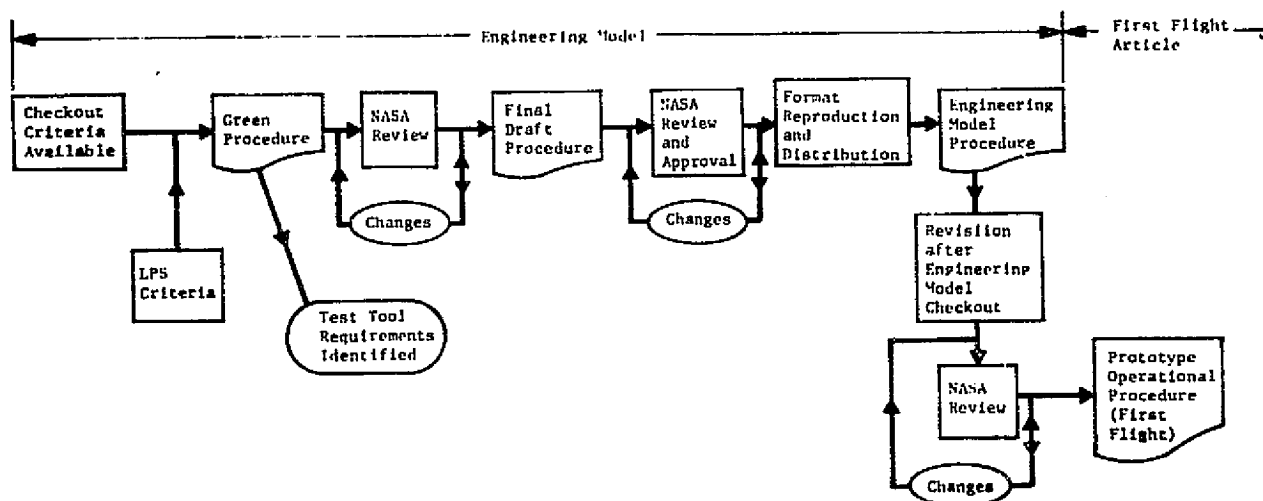 Engineering Model
First Flight
Article
Checkout
Criteria
Available
Green
Procedure
NASA
Review
Final
Draft
Procedure
NASA
Review
and
Approval
Format
Reproduction
and
Distribution
Engineering
Model
Procedure
Changes
Changes
LPS
Criteria
Test Tool
Requirements
Identified
Revision
after
Engineering
Model
Checkout
NASA
Review
Prototype
Operational
Procedure
(First
Flight)
Changes